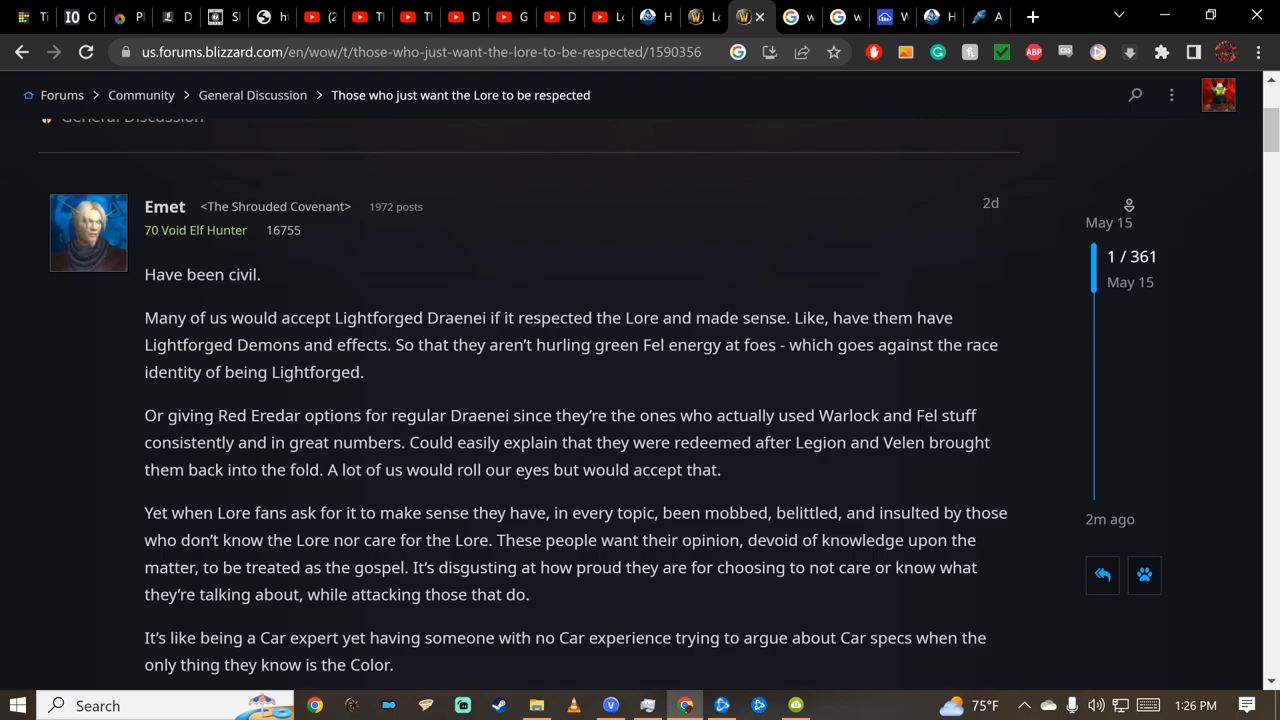 Ti
(2
Pl
D
Sl
ht
(2
Tl
Tl
D
G
D
Lo
H
Lo
w
w
W
H
A
us.forums.blizzard.com/en/wow/t/those-who-just-want-the-lore-to-be-respected/1590356
Forums > Community > General Discussion > Those who just want the Lore to be respected
General Discussion
Emet <The Shrouded Covenant> 1972 posts
2d
70 Void Elf Hunter 16755
May 15
1 / 361
May 15
2m ago
Have been civil.
Many of us would accept Lightforged Draenei if it respected the Lore and made sense. Like, have them have
Lightforged Demons and effects. So that they aren't hurling green Fel energy at foes - which goes against the race
identity of being Lightforged.
Or giving Red Eredar options for regular Draenei since they're the ones who actually used Warlock and Fel stuff
consistently and in great numbers. Could easily explain that they were redeemed after Legion and Velen brought
them back into the fold. A lot of us would roll our eyes but would accept that.
Yet when Lore fans ask for it to make sense they have, in every topic, been mobbed, belittled, and insulted by those
who don't know the Lore nor care for the Lore. These people want their opinion, devoid of knowledge upon the
matter, to be treated as the gospel. It's disgusting at how proud they are for choosing to not care or know what
they're talking about, while attacking those that do.
It's like being a Car expert yet having someone with no Car experience trying to argue about Car specs when the
only thing they know is the Color.
Search
75°F
1:26 PM